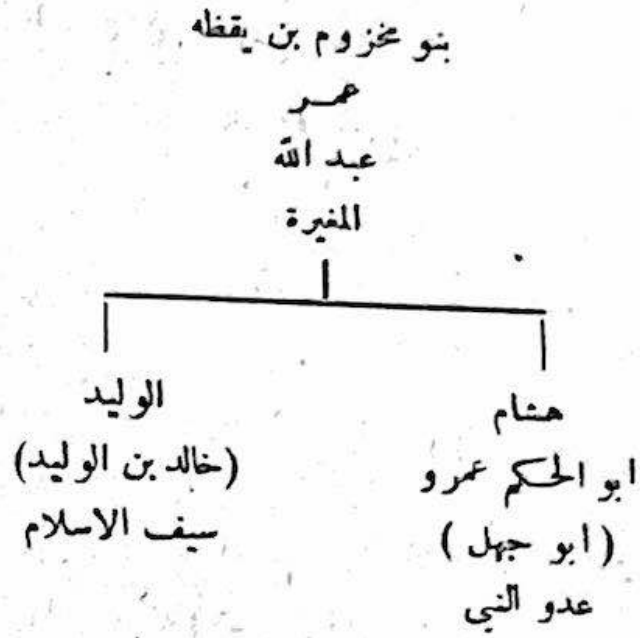 بنو مخزوم بن يقظه
عمر
عبد الله
المغيرة
هشام
ابو الحكم عمرو
(ابو جهل)
عدو النبي
الوليد
(خالد بن الوليد)
سيف الاسلام